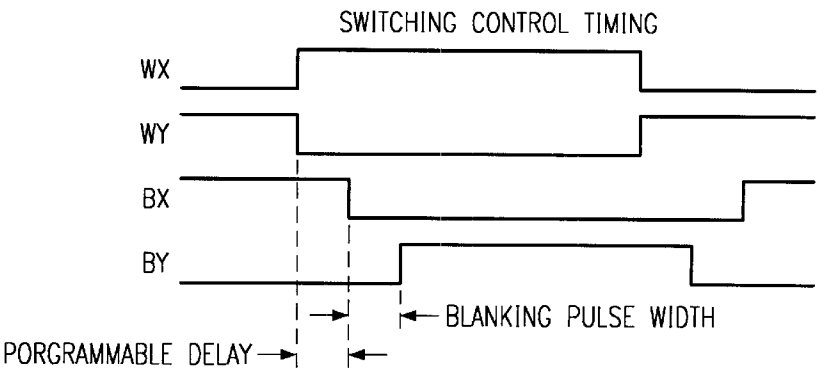 SWITCHING CONTROL TIMING
WX
WY
BX
BY
BLANKING PULSE WIDTH
PORGRAMMABLE DELAY